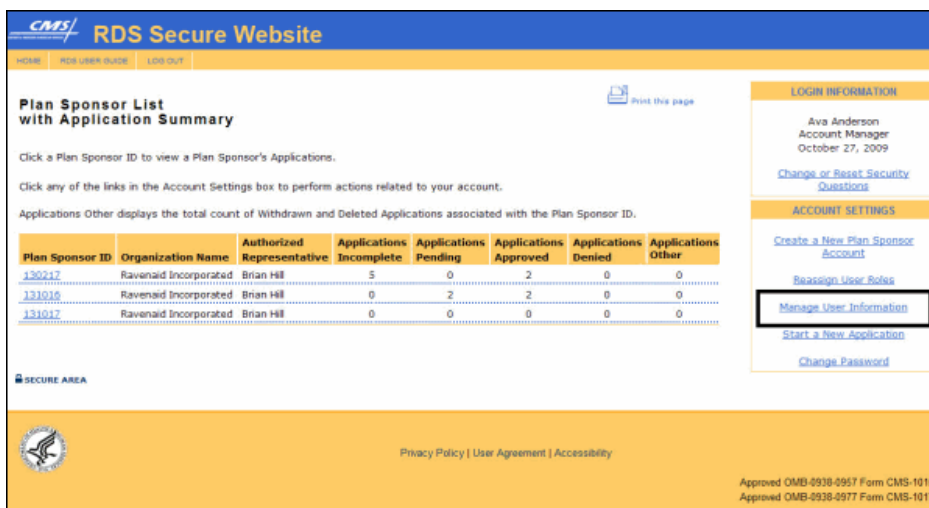 CMS/ RDS Secure Website
HOME RDS USER GUIDE LOG OUT
Plan Sponsor List
with Application Summary
Print this page
Click a Plan Sponsor ID to view a Plan Sponsor's Applications.
Click any of the links in the Account Settings box to perform actions related to your account.
Applications Other displays the total count of Withdrawn and Deleted Applications associated with the Plan Sponsor ID.
Plan Sponsor ID Organization Name Authorized Representative Applications Incomplete Applications Pending Applications Approved Applications Denied Applications Other
130217 Ravenaid Incorporated Brian Hill 5 0 2 0 0
131016 Ravenaid Incorporated Brian Hill 0 2 2 0 0
131017 Ravenaid Incorporated Brian Hill 0 0 0 0 0
SECURE AREA
LOGIN INFORMATION
Ava Anderson
Account Manager
October 27, 2009
Change or Reset Security
Questions
ACCOUNT SETTINGS
Create a New Plan Sponsor
Account
Reassign User Roles
Manage User Information
Start a New Application
Change Password
Privacy Policy | User Agreement | Accessibility
Approved OMB-0938-0957 Form CMS-101
Approved OMB-0938-0977 Form CMS-101